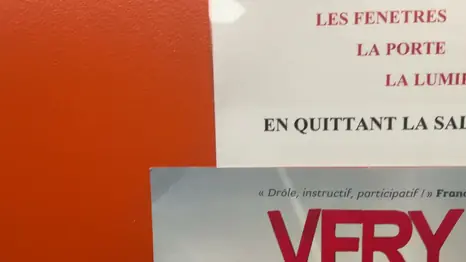 LES FENETRES
LA PORTE
LA LUMI
EN QUITTANT LA SAL
« Drôle, instructif, participatif ! » Franc
VERY